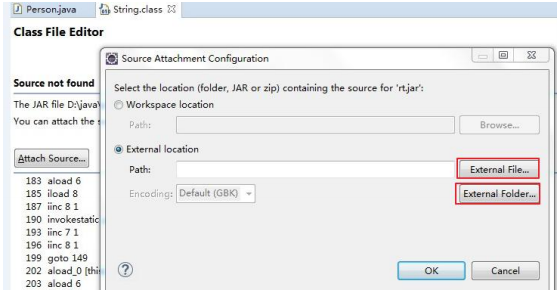 Person.java String.class
Class File Editor
Source Attachment Configuration
Source not found
Select the location (folder, JAR or zip) containing the source for 'rt.jar':
The JAR file D:\java\
Workspace location
You can attach the s
Path: Browse...
External location
Attach Source...
Path: External File...
Encoding: Default (GBK) External Folder...
183 aload 6
185 iload 8
187 iinc 8 1
190 invokestatic
193 iinc 7 1
196 iinc 8 1
199 goto 149
202 aload_0 [this
203 aload 6
OK Cancel